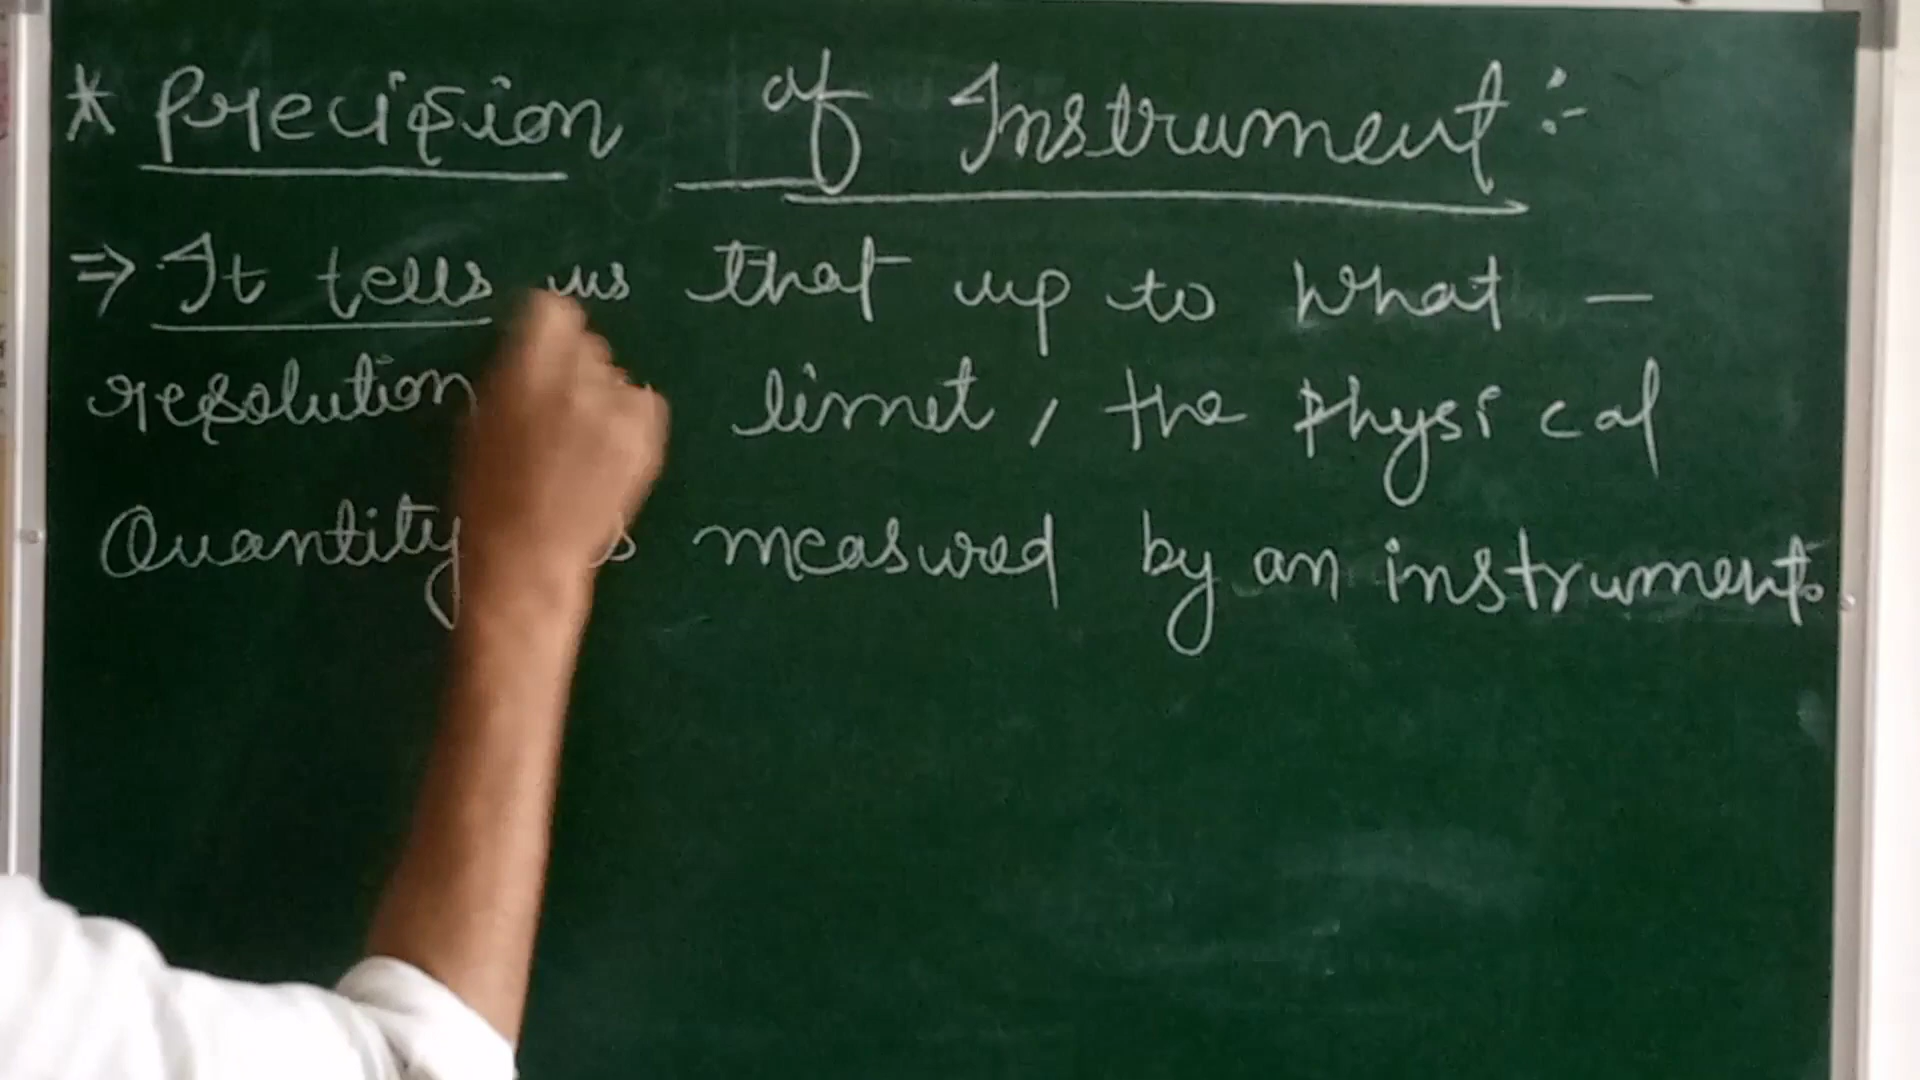 * Precision of Instrument :-
⇒ It tells us that up to What -
resolution limit, the physical
Quantity is measured by an instrument.